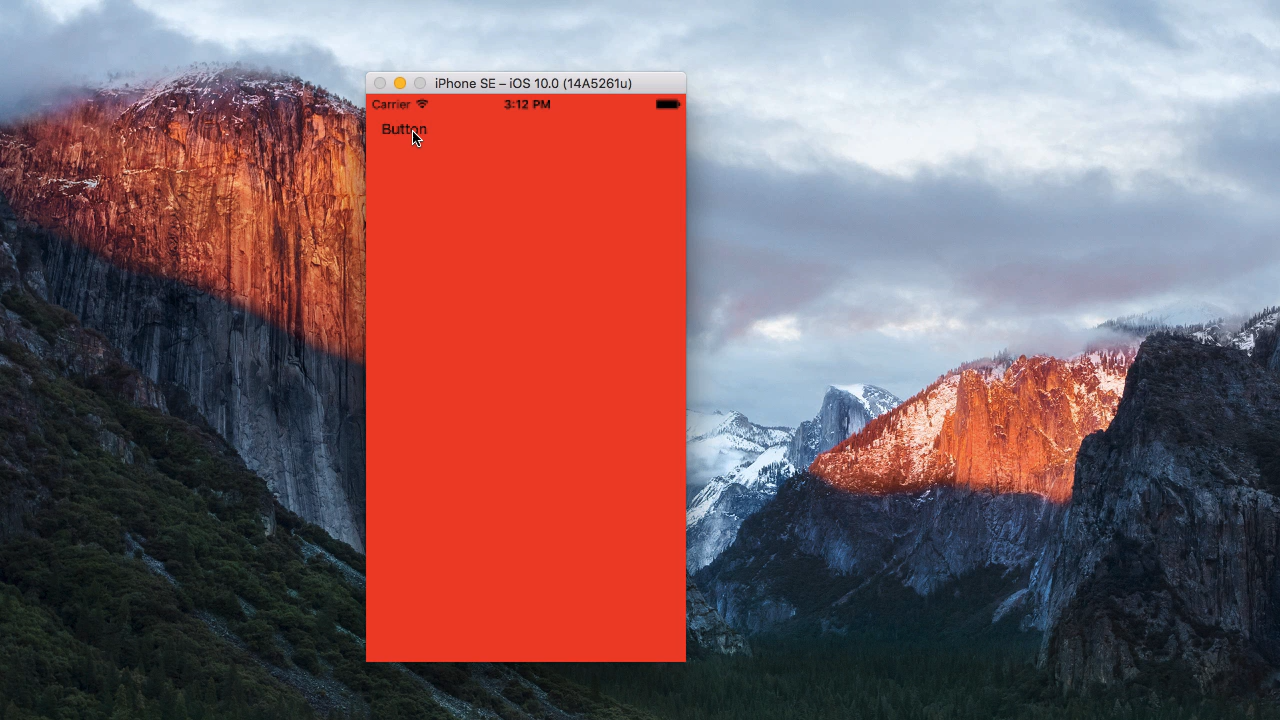 iPhone SE – iOS 10.0 (14A5261u)
Carrier 3:12 PM
Button